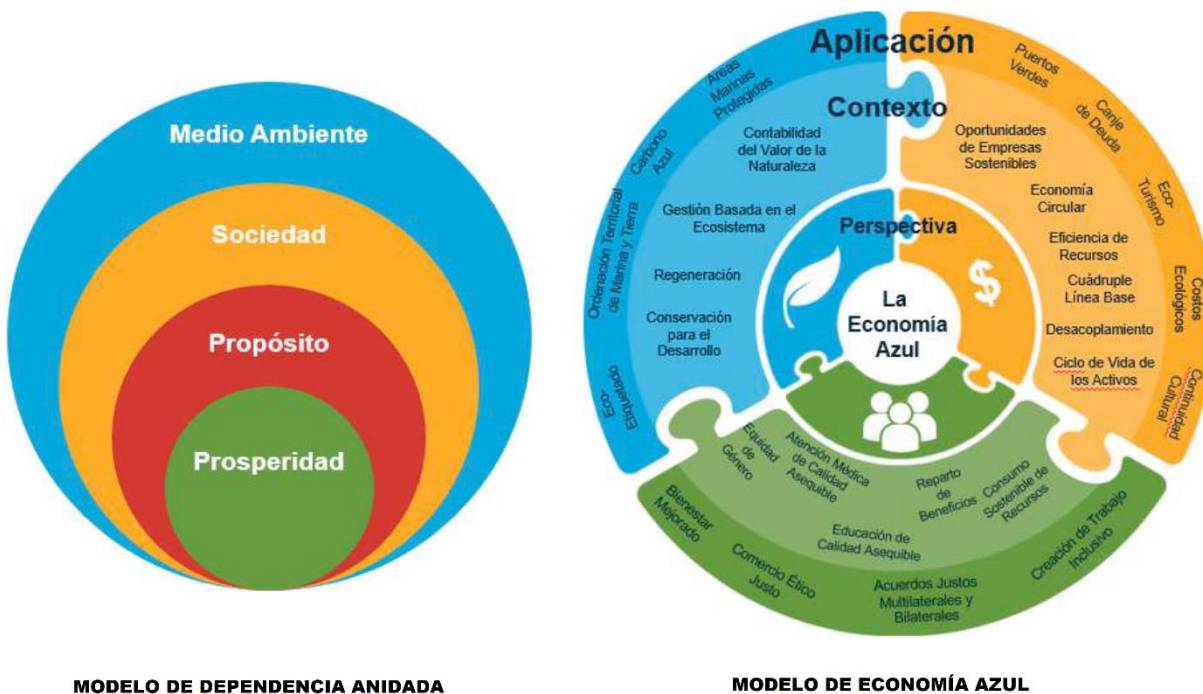 Medio Ambiente
Sociedad
Propósito
Prosperidad
MODELO DE DEPENDENCIA ANIDADA
Aplicación
Contexto
Perspectiva
La
Economía
Azul
$
Areas
Marinas
Protegidas
Carbono
Azul
Ordenación Territorial
de Marina y Tierra
Eco-
Etiquetado
Contabilidad
del Valor de la
Naturaleza
Gestión Basada en el
Ecosistema
Regeneración
Conservación
para el
Desarrollo
Puertos
Verdes
Canje
de Deuda
Eco-
Turismo
Costos
Ecológicos
Continuidad
Cultural
Oportunidades
de Empresas
Sostenibles
Economía
Circular
Eficiencia de
Recursos
Cuádruple
Línea Base
Desacoplamiento
Ciclo de Vida de
los Activos
Equidad
de
Género
Atención Médica
de Calidad
Asequible
Educación de
Calidad Asequible
Reparto
de
Beneficios
Consumo
Sostenible de
Recursos
Bienestar
Mejorado
Comercio Ético
Justo
Acuerdos Justos
Multilaterales y
Bilaterales
Creación de Trabajo
Inclusivo
MODELO DE ECONOMÍA AZUL